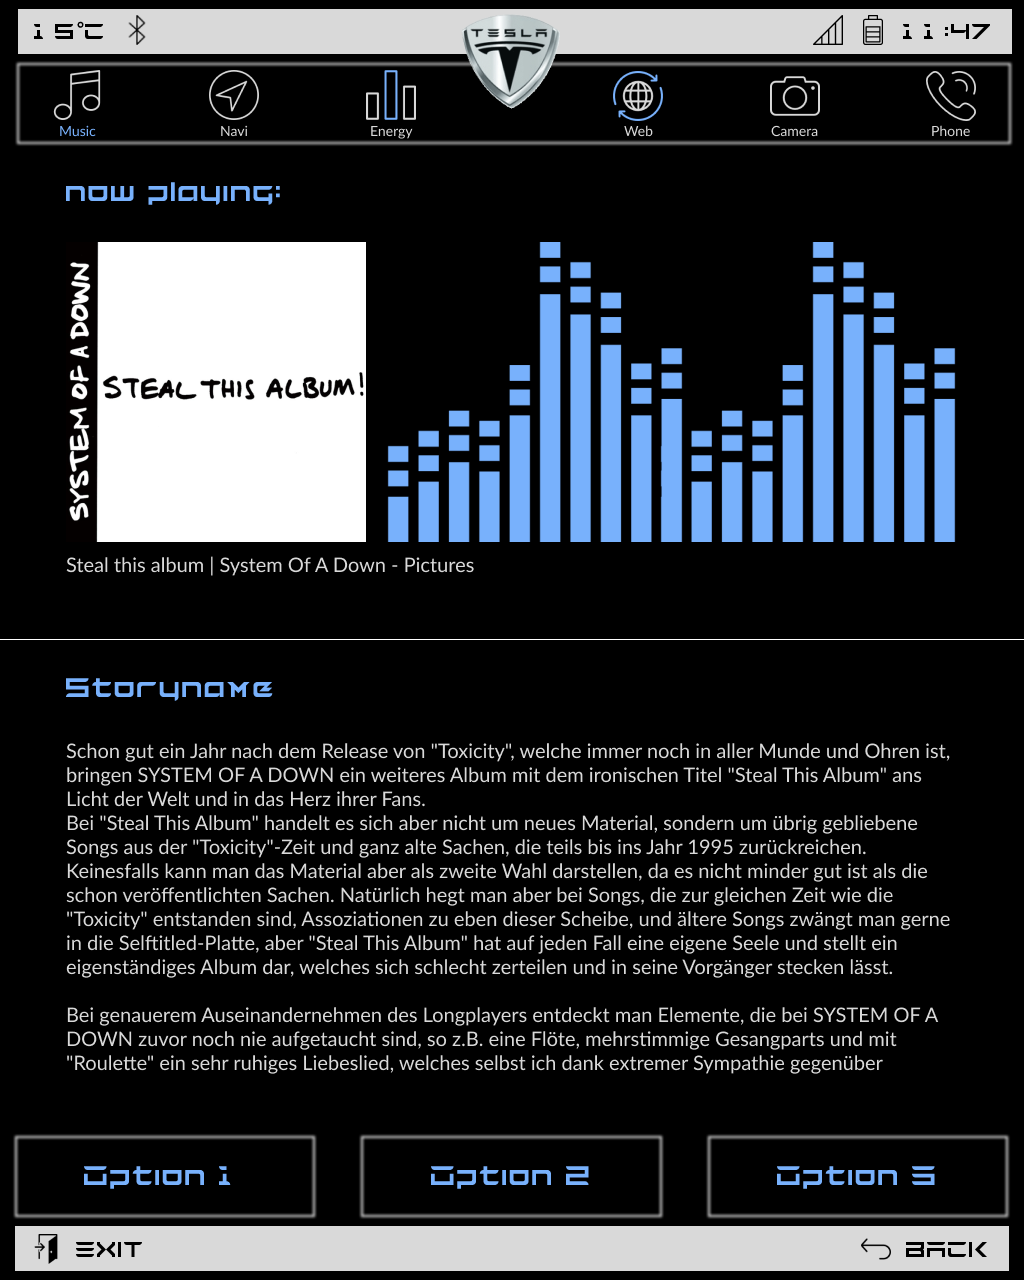 15°C
11:47
TESLA
Music
Navi
Energy
Web
Camera
Phone
now playing:
SYSTEM OF A DOWN
STEAL THIS ALBUM!
Steal this album | System Of A Down - Pictures
Storyname
Schon gut ein Jahr nach dem Release von "Toxicity", welche immer noch in aller Munde und Ohren ist,
bringen SYSTEM OF A DOWN ein weiteres Album mit dem ironischen Titel "Steal This Album" ans
Licht der Welt und in das Herz ihrer Fans.
Bei "Steal This Album" handelt es sich aber nicht um neues Material, sondern um übrig gebliebene
Songs aus der "Toxicity"-Zeit und ganz alte Sachen, die teils bis ins Jahr 1995 zurückreichen.
Keinesfalls kann man das Material aber als zweite Wahl darstellen, da es nicht minder gut ist als die
schon veröffentlichten Sachen. Natürlich hegt man aber bei Songs, die zur gleichen Zeit wie die
"Toxicity" entstanden sind, Assoziationen zu eben dieser Scheibe, und ältere Songs zwängt man gerne
in die Selftitled-Platte, aber "Steal This Album" hat auf jeden Fall eine eigene Seele und stellt ein
eigenständiges Album dar, welches sich schlecht zerteilen und in seine Vorgänger stecken lässt.
Bei genauerem Auseinandernehmen des Longplayers entdeckt man Elemente, die bei SYSTEM OF A
DOWN zuvor noch nie aufgetaucht sind, so z.B. eine Flöte, mehrstimmige Gesangparts und mit
"Roulette" ein sehr ruhiges Liebeslied, welches selbst ich dank extremer Sympathie gegenüber
Option 1
Option 2
Option 3
EXIT
BACK